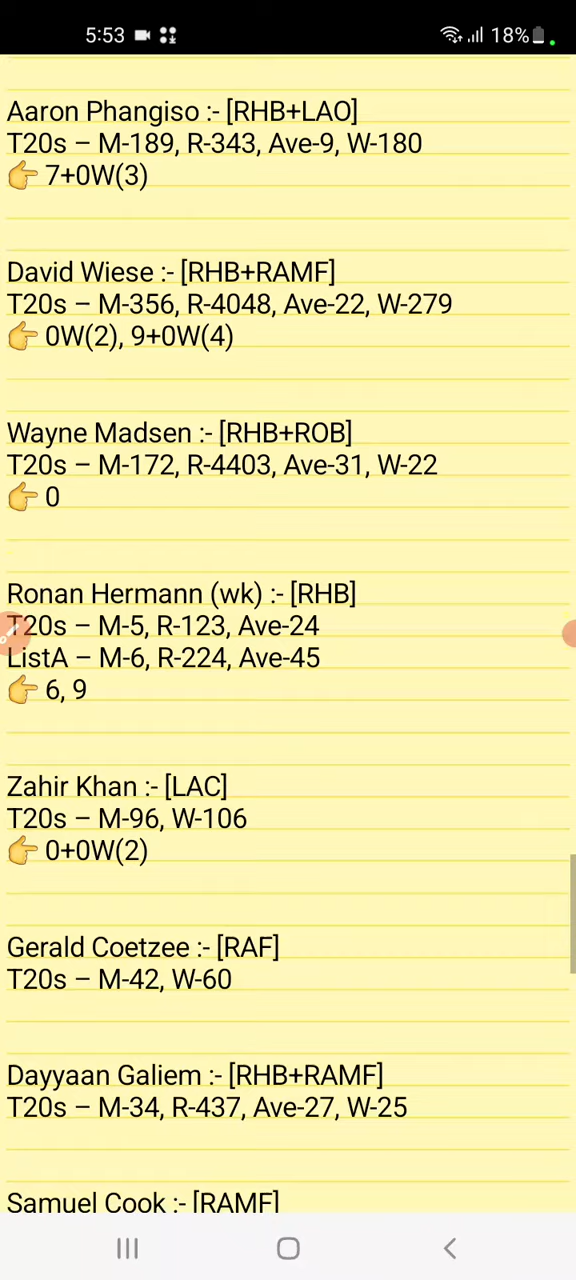 5:53
18%
Aaron Phangiso :- [RHB+LAO]
T20s – M-189, R-343, Ave-9, W-180
👉 7+0W(3)
David Wiese :- [RHB+RAMF]
T20s – M-356, R-4048, Ave-22, W-279
👉 0W(2), 9+0W(4)
Wayne Madsen :- [RHB+ROB]
T20s – M-172, R-4403, Ave-31, W-22
👉 0
Ronan Hermann (wk) :- [RHB]
T20s – M-5, R-123, Ave-24
ListA – M-6, R-224, Ave-45
👉 6, 9
Zahir Khan :- [LAC]
T20s – M-96, W-106
👉 0+0W(2)
Gerald Coetzee :- [RAF]
T20s – M-42, W-60
Dayyaan Galiem :- [RHB+RAMF]
T20s – M-34, R-437, Ave-27, W-25
Samuel Cook :- [RAMF]